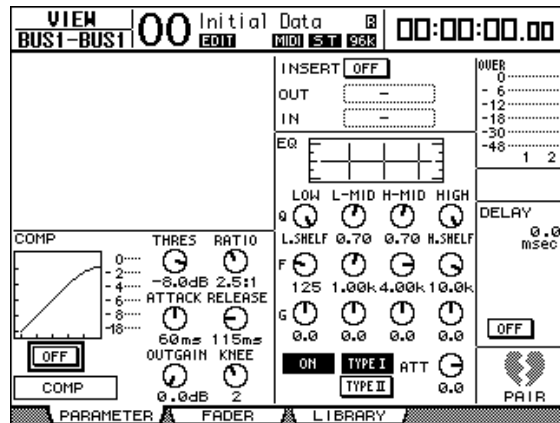 VIEW
BUS1-BUS1
00 Initial Data
EDIT
MIDI ST 96k
00:00:00.00
INSERT OFF
OUT -
IN -
OVER
0
- 6
-12
-18
-30
-48
1 2
EQ
LOW L-MID H-MID HIGH
Q
L.SHELF 0.70 0.70 H.SHELF
F
125 1.00k 4.00k 10.0k
G
0.0 0.0 0.0 0.0
ON TYPE I ATT
TYPE II 0.0
DELAY
0.0
msec
OFF
PAIR
COMP
THRES RATIO
-8.0dB 2.5:1
ATTACK RELEASE
60ms 115ms
OUTGAIN KNEE
0.0dB 2
0
- 2
- 4
- 6
- 8
-18
OFF
COMP
PARAMETER FADER LIBRARY